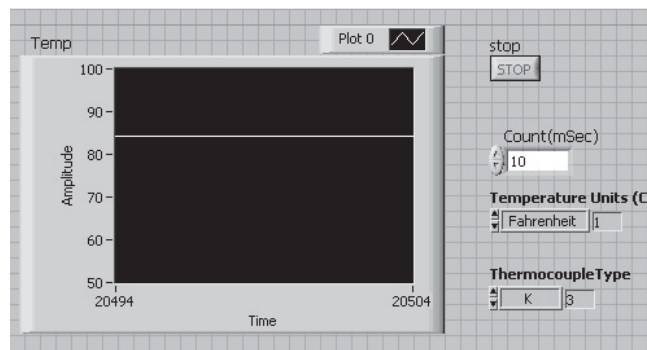 Temp
Plot 0
100
90
80
70
60
50
Amplitude
20494
20504
Time
stop
STOP
Count(mSec)
10
Temperature Units (C
Fahrenheit 1
ThermocoupleType
K 3